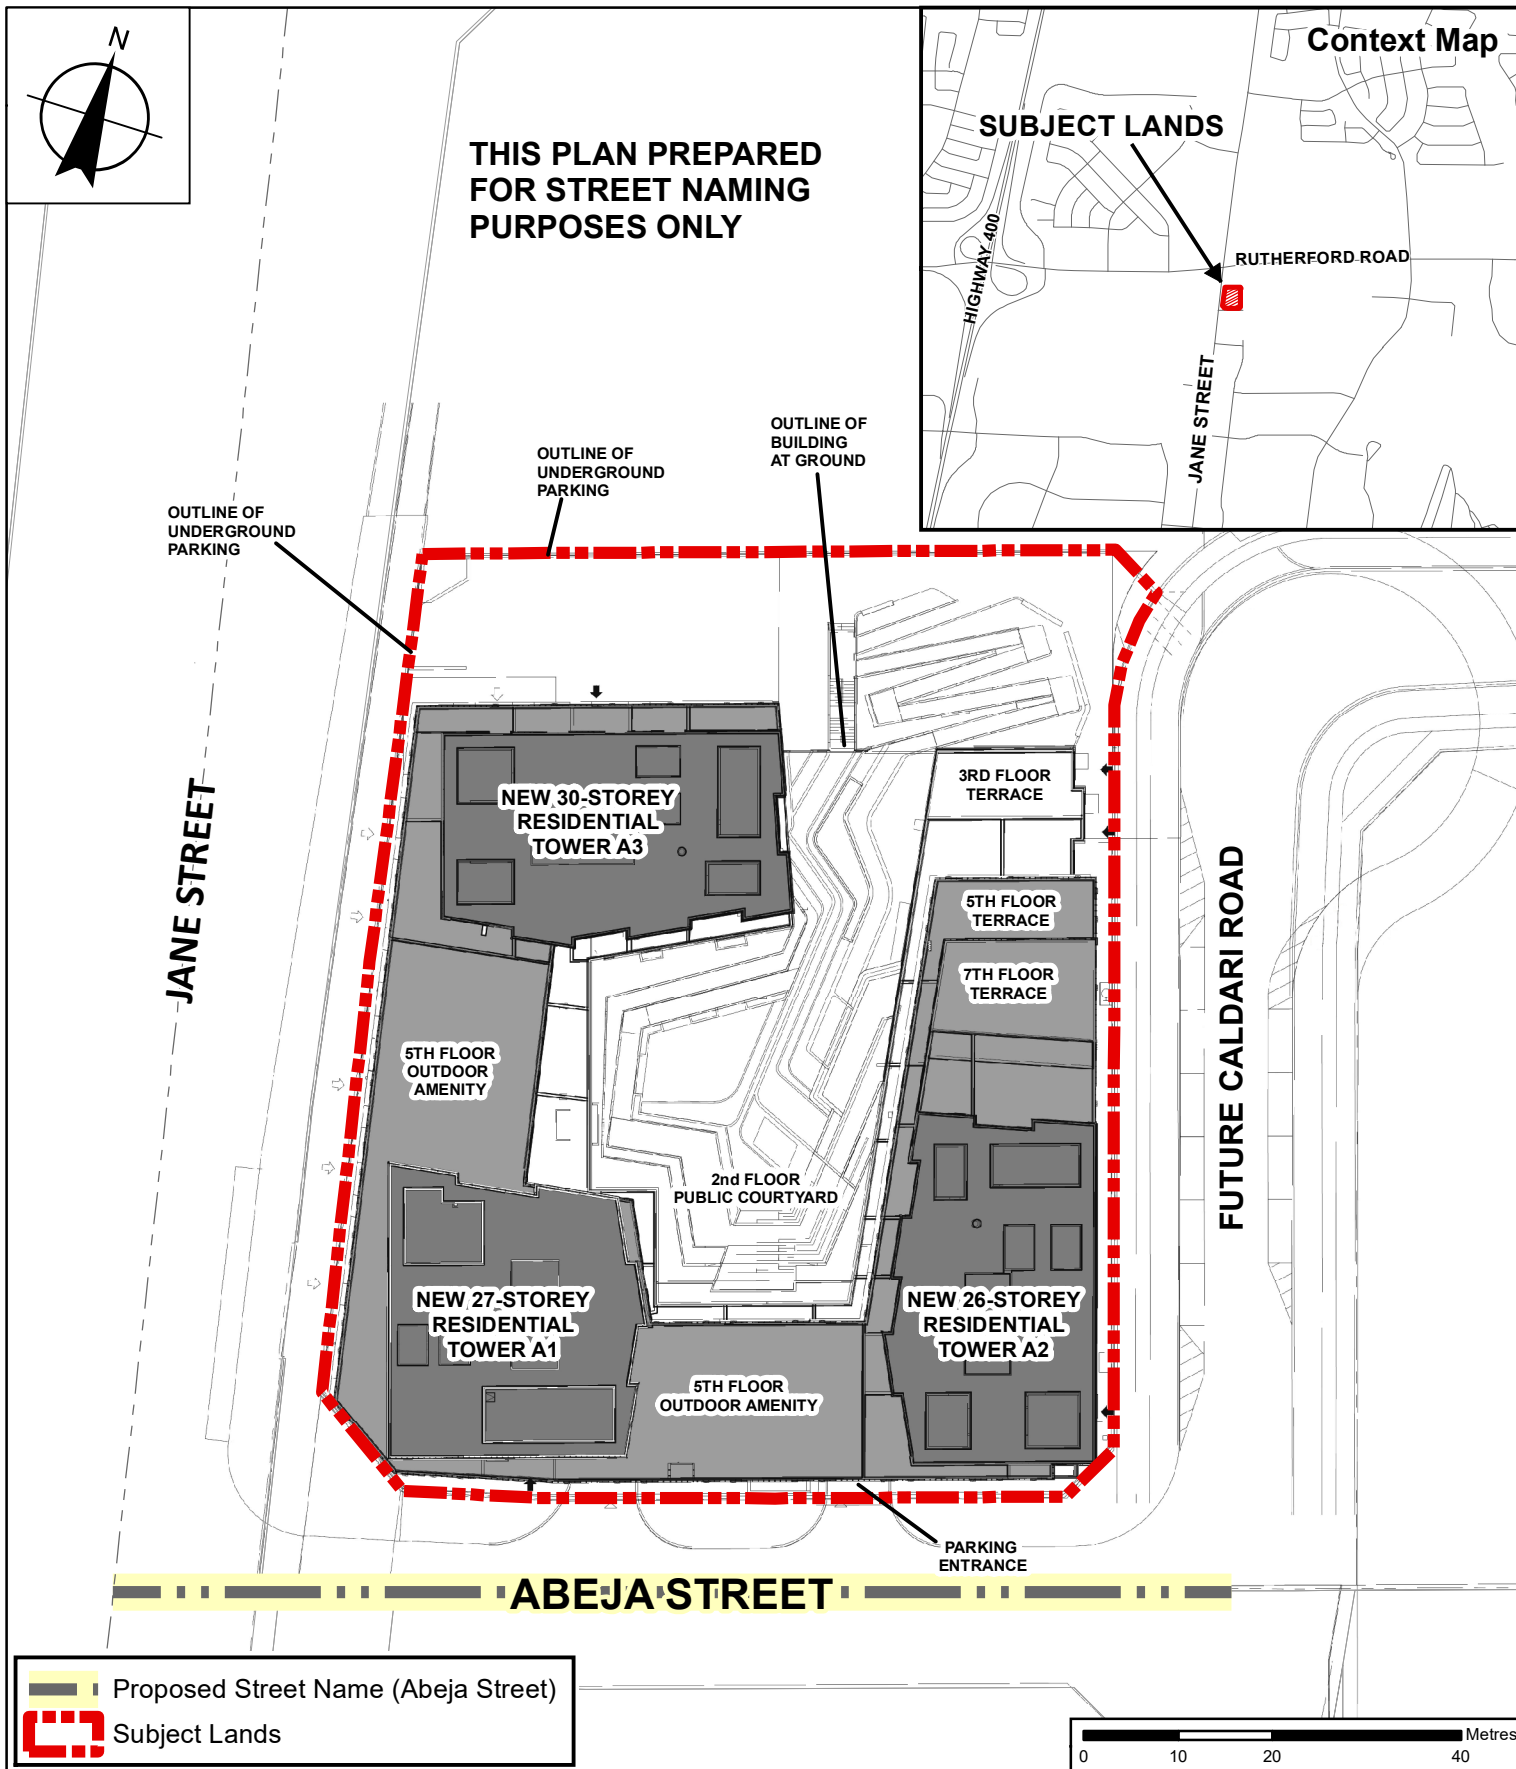 N
THIS PLAN PREPARED
FOR STREET NAMING
PURPOSES ONLY
Context Map
SUBJECT LANDS
HIGHWAY 400
RUTHERFORD ROAD
JANE STREET
OUTLINE OF
UNDERGROUND
PARKING
OUTLINE OF
UNDERGROUND
PARKING
OUTLINE OF
BUILDING
AT GROUND
JANE STREET
NEW 30-STOREY
RESIDENTIAL
TOWER A3
3RD FLOOR
TERRACE
5TH FLOOR
TERRACE
7TH FLOOR
TERRACE
5TH FLOOR
OUTDOOR
AMENITY
2nd FLOOR
PUBLIC COURTYARD
FUTURE CALDARI ROAD
NEW 27-STOREY
RESIDENTIAL
TOWER A1
NEW 26-STOREY
RESIDENTIAL
TOWER A2
5TH FLOOR
OUTDOOR AMENITY
PARKING
ENTRANCE
ABEJA STREET
Proposed Street Name (Abeja Street)
Subject Lands
Metres
0 10 20 40